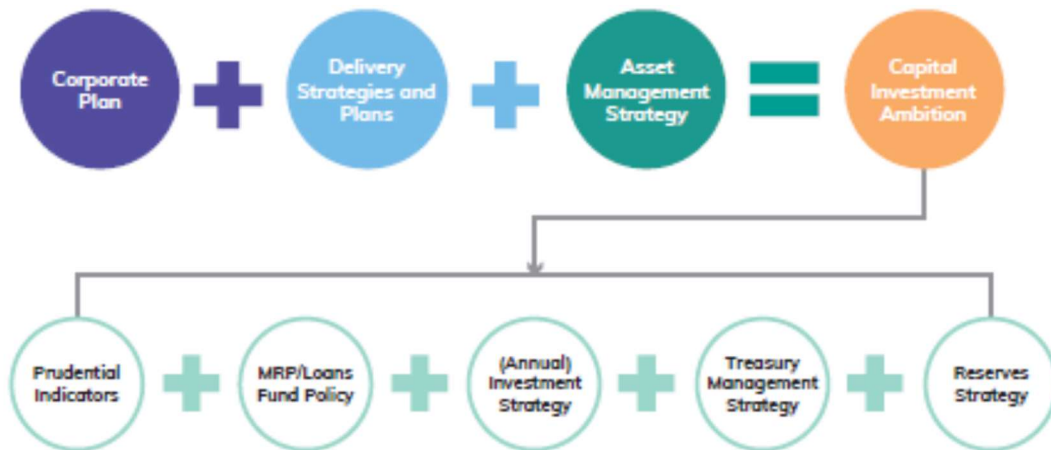 Corporate
Plan
Delivery
Strategies and
Plans
Asset
Management
Strategy
Capital
Investment
Ambition
Prudential
Indicators
MRP/Loans
Fund Policy
(Annual)
Investment
Strategy
Treasury
Management
Strategy
Reserves
Strategy